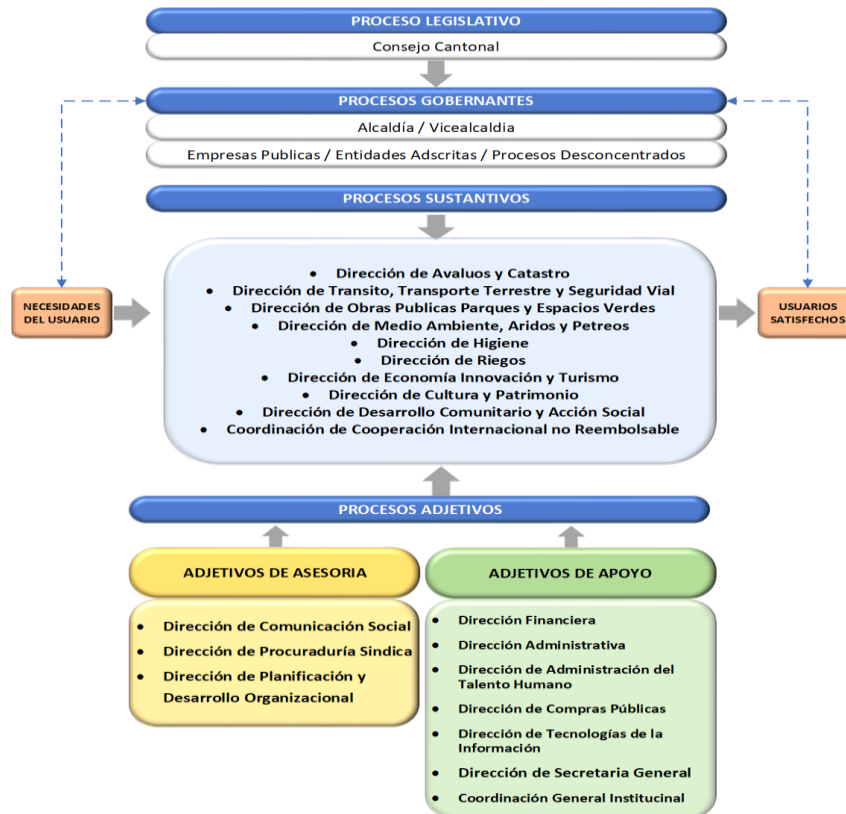 PROCESO LEGISLATIVO
Consejo Cantonal
PROCESOS GOBERNANTES
Alcaldía / Vicealcaldia
Empresas Publicas / Entidades Adscritas / Procesos Desconcentrados
PROCESOS SUSTANTIVOS
NECESIDADES
DEL USUARIO
• Dirección de Avaluos y Catastro
• Dirección de Transito, Transporte Terrestre y Seguridad Vial
• Dirección de Obras Publicas Parques y Espacios Verdes
• Dirección de Medio Ambiente, Aridos y Petreos
• Dirección de Higiene
• Dirección de Riegos
• Dirección de Economía Innovación y Turismo
• Dirección de Cultura y Patrimonio
• Dirección de Desarrollo Comunitario y Acción Social
• Coordinación de Cooperación Internacional no Reembolsable
USUARIOS
SATISFECHOS
PROCESOS ADJETIVOS
ADJETIVOS DE ASESORIA
• Dirección de Comunicación Social
• Dirección de Procuraduría Sindica
• Dirección de Planificación y
Desarrollo Organizacional
ADJETIVOS DE APOYO
• Dirección Financiera
• Dirección Administrativa
• Dirección de Administración del
Talento Humano
• Dirección de Compras Públicas
• Dirección de Tecnologías de la
Información
• Dirección de Secretaria General
• Coordinación General Institucinal